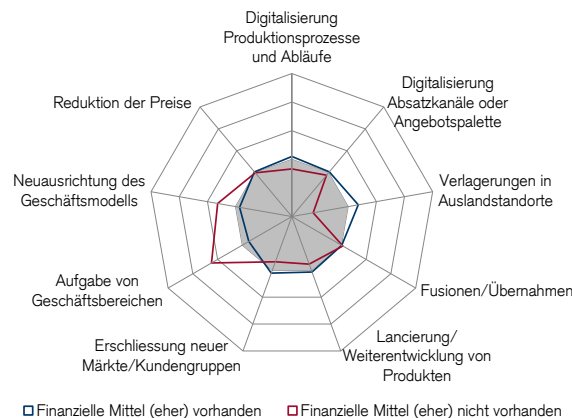 Digitalisierung
Produktionsprozesse
und Abläufe
Digitalisierung
Absatzkanäle oder
Angebotspalette
Verlagerungen in
Auslandstandorte
Fusionen/Übernahmen
Lancierung/
Weiterentwicklung von
Produkten
Erschliessung neuer
Märkte/Kundengruppen
Aufgabe von
Geschäftsbereichen
Neuausrichtung des
Geschäftsmodells
Reduktion der Preise
Finanzielle Mittel (eher) vorhanden
Finanzielle Mittel (eher) nicht vorhanden